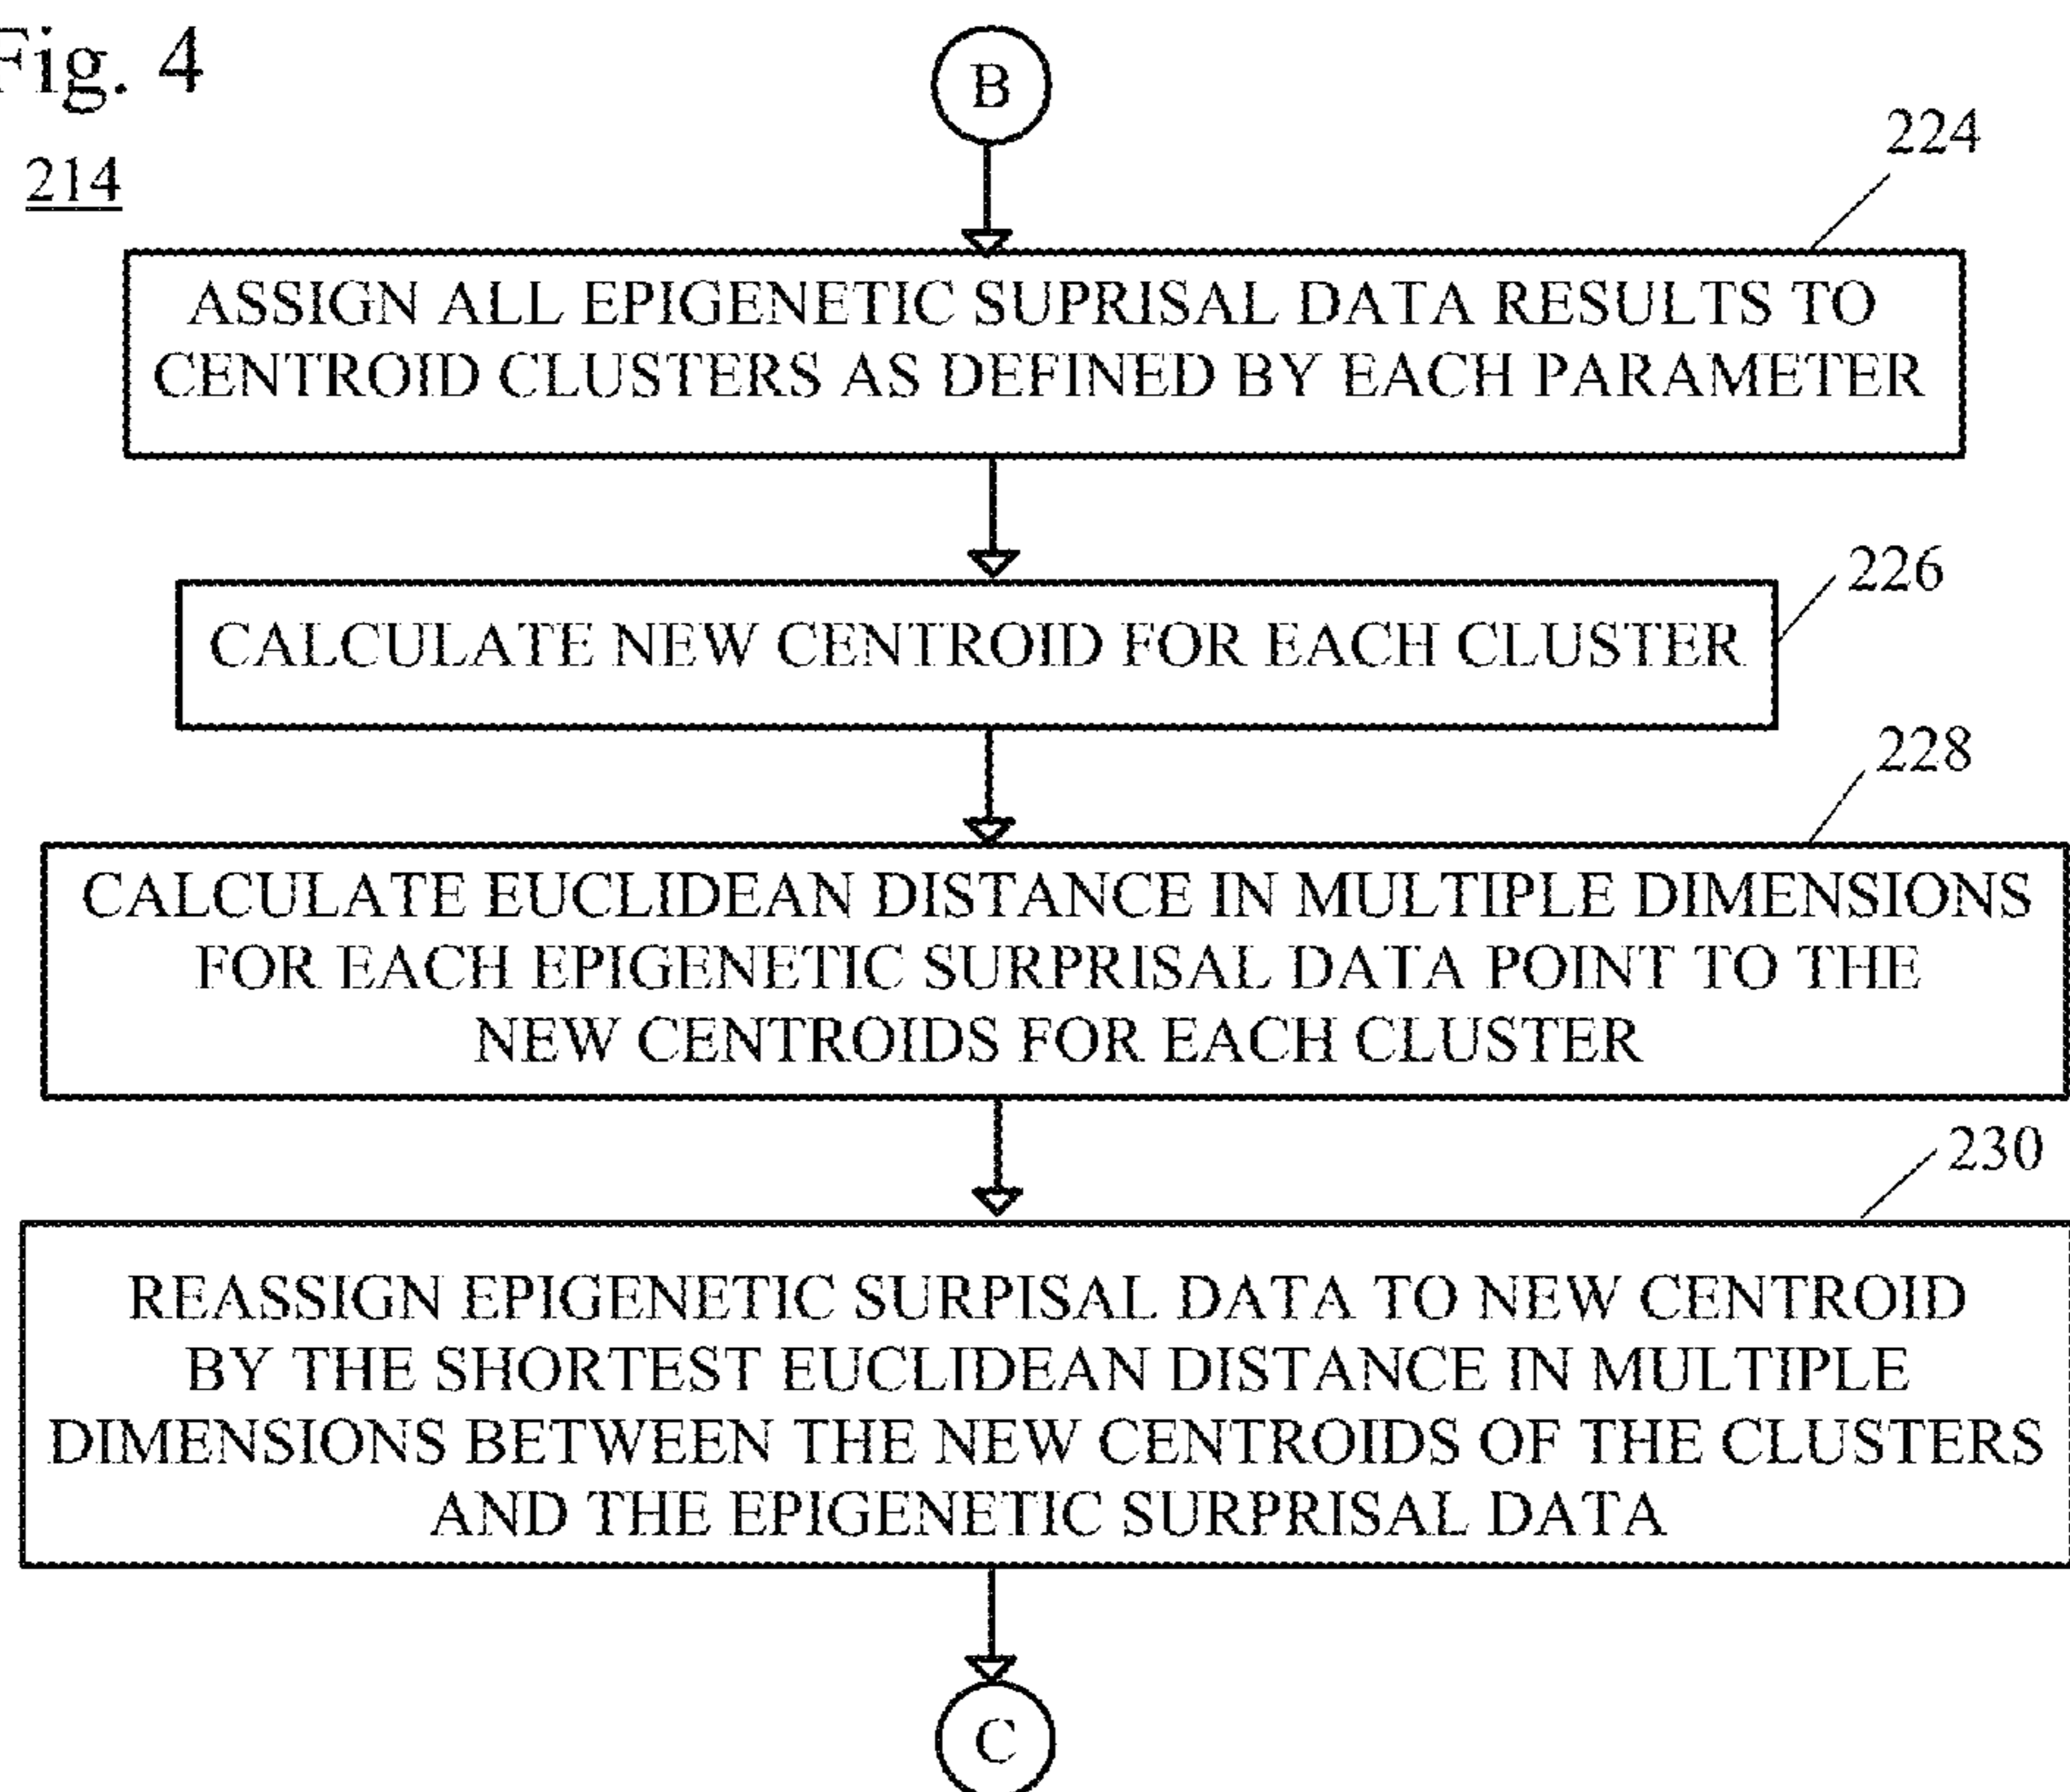 Fig. 4
214
B
224
ASSIGN ALL EPIGENETIC SUPRISAL DATA RESULTS TO
CENTROID CLUSTERS AS DEFINED BY EACH PARAMETER
226
CALCULATE NEW CENTROID FOR EACH CLUSTER
228
CALCULATE EUCLIDEAN DISTANCE IN MULTIPLE DIMENSIONS
FOR EACH EPIGENETIC SURPRISAL DATA POINT TO THE
NEW CENTROIDS FOR EACH CLUSTER
230
REASSIGN EPIGENETIC SURPISAL DATA TO NEW CENTROID
BY THE SHORTEST EUCLIDEAN DISTANCE IN MULTIPLE
DIMENSIONS BETWEEN THE NEW CENTROIDS OF THE CLUSTERS
AND THE EPIGENETIC SURPRISAL DATA
C